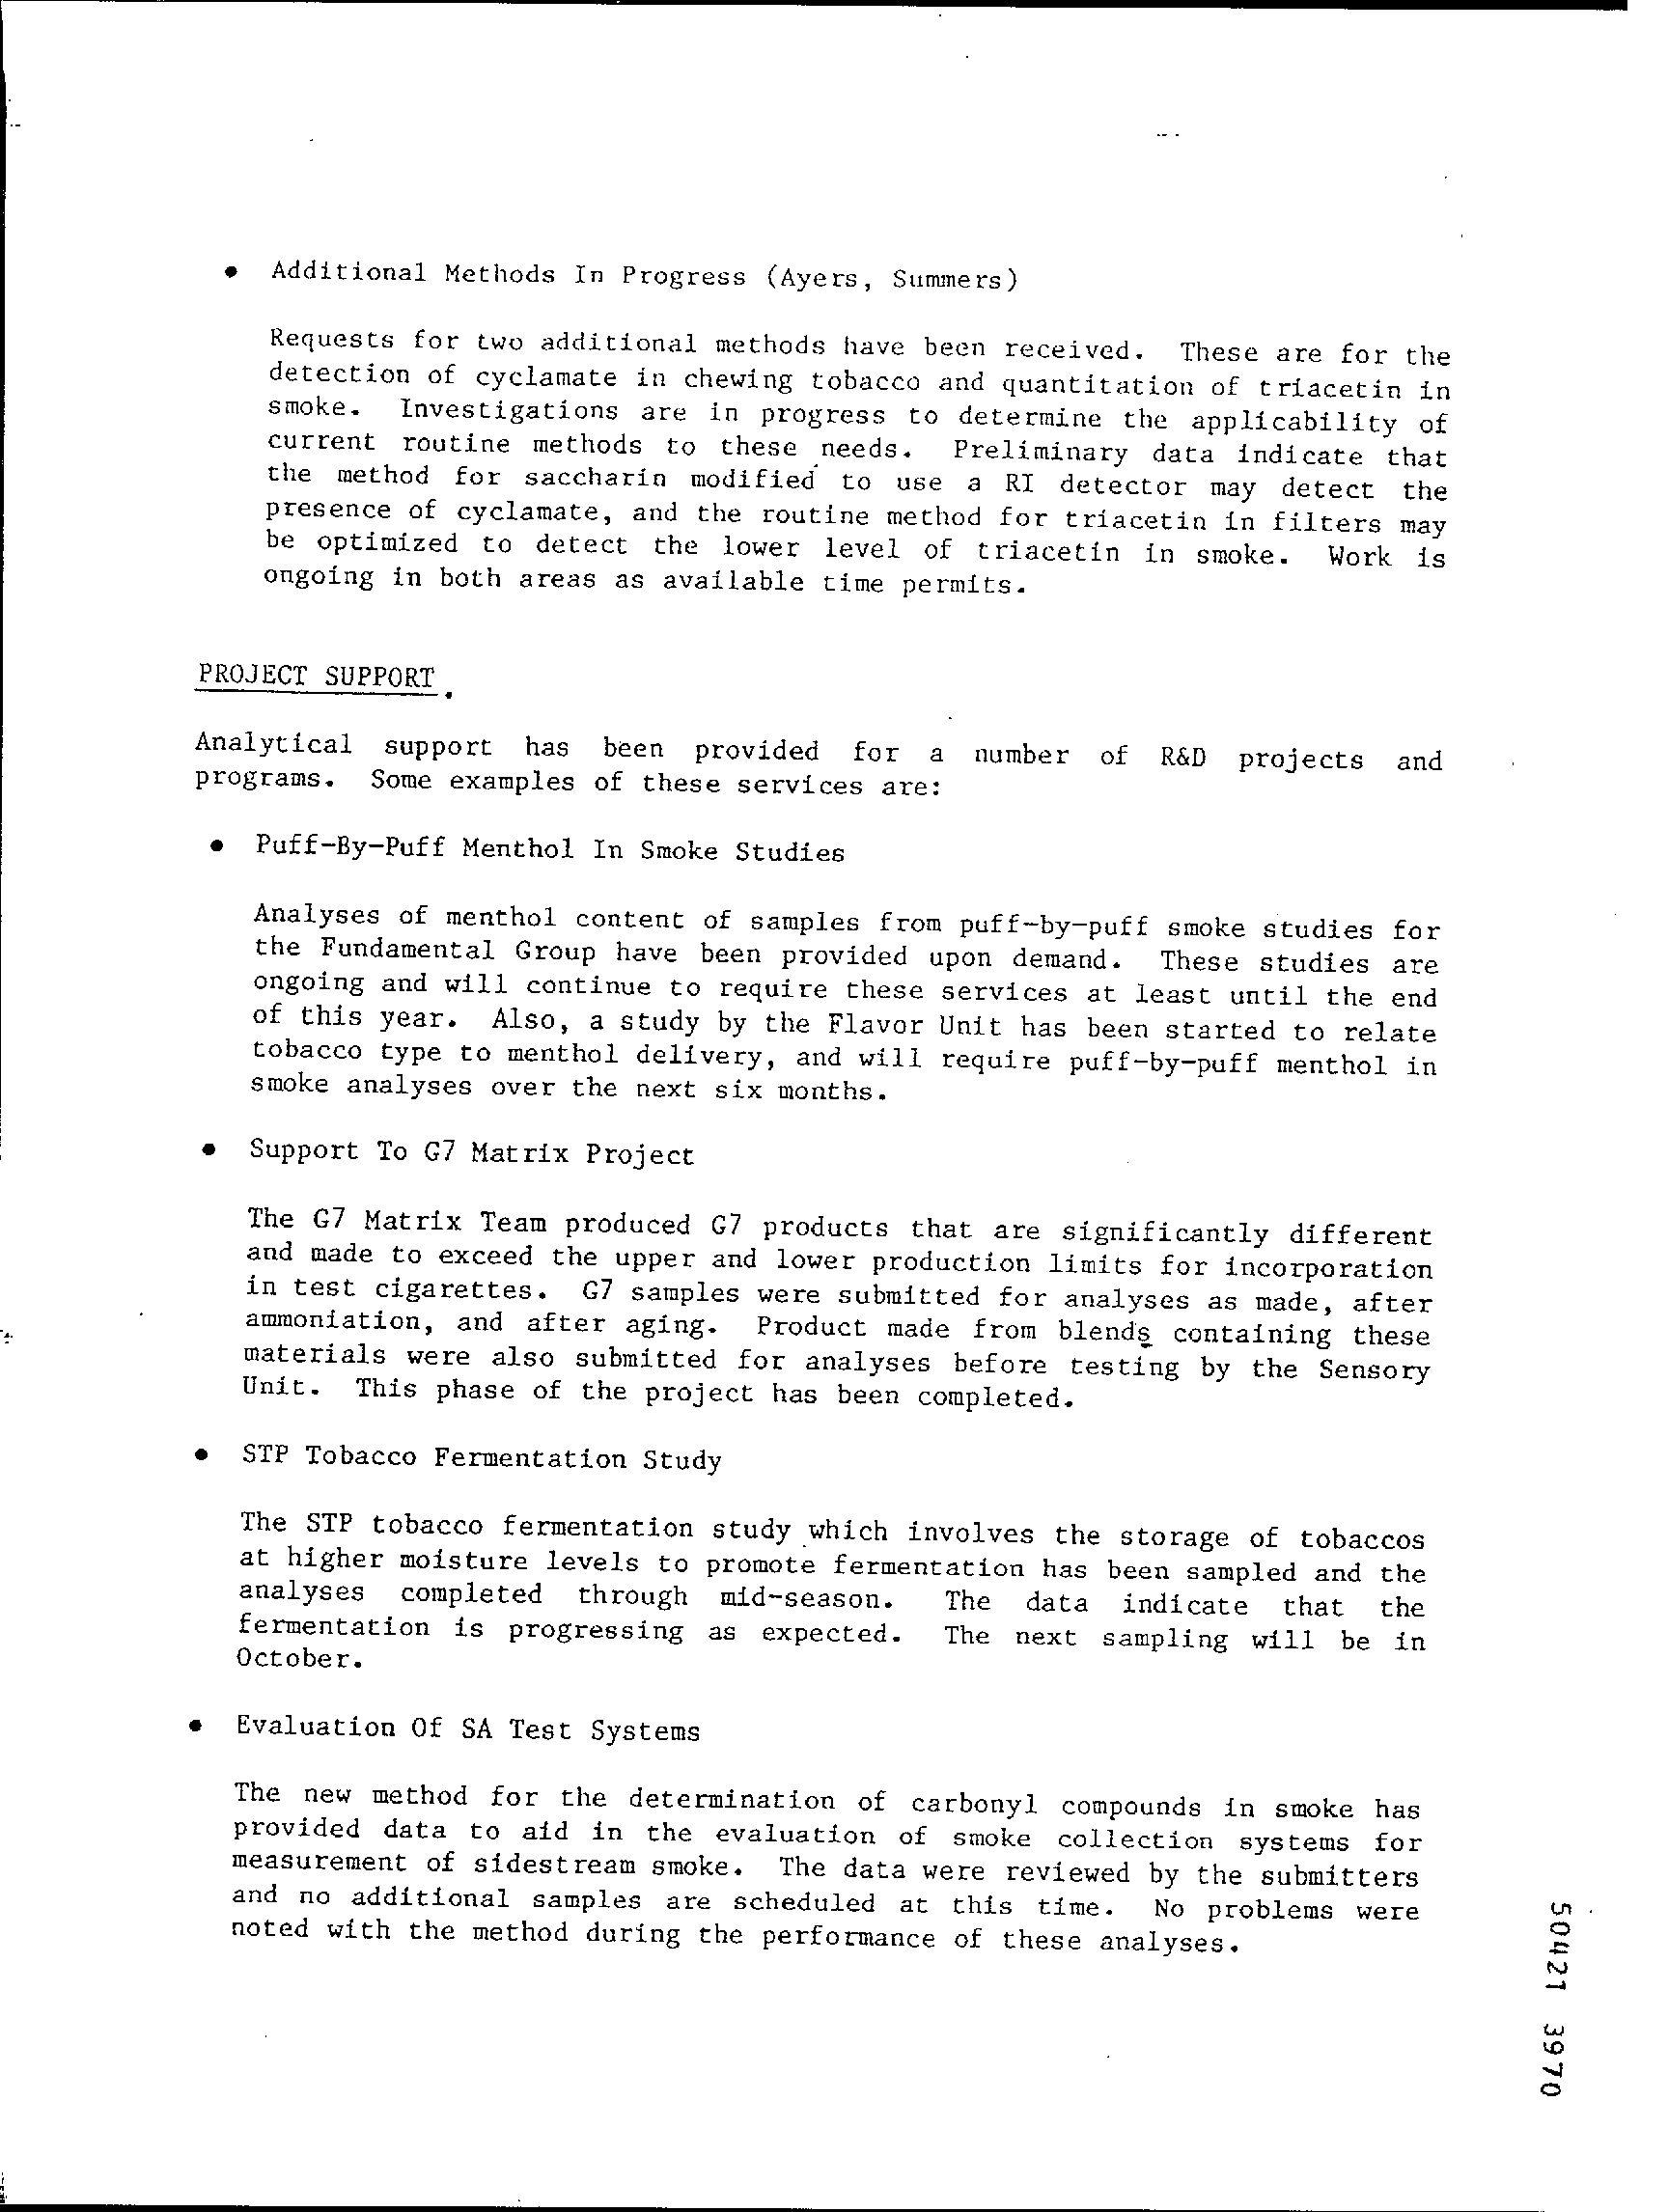 • Additional Methods In Progress (Ayers, Summers)
Requests for two additional methods have been received. These are for the
detection of cyclamate in chewing tobacco and quantitation of triacetin in
smoke. Investigations are in progress to determine the applicability of
current routine methods to these needs. Preliminary data indicate that
the method for saccharin modified to use a RI detector may detect the
presence of cyclamate, and the routine method for triacetin in filters may
be optimized to detect the lower level of triacetin in smoke. Work is
ongoing in both areas as available time permits.
PROJECT SUPPORT.
Analytical support has been provided for a number of R&D projects and
programs. Some examples of these services are:
• Puff-By-Puff Menthol In Smoke Studies
Analyses of menthol content of samples from puff-by-puff smoke studies for
the Fundamental Group have been provided upon demand. These studies are
ongoing and will continue to require these services at least until the end
of this year. Also, a study by the Flavor Unit has been started to relate
tobacco type to menthol delivery, and will require puff-by-puff menthol in
smoke analyses over the next six months.
• Support To G7 Matrix Project
The G7 Matrix Team produced G7 products that are significantly different
and made to exceed the upper and lower production limits for incorporation
in test cigarettes. G7 samples were submitted for analyses as made, after
ammoniation, and after aging. Product made from blends containing these
materials were also submitted for analyses before testing by the Sensory
Unit. This phase of the project has been completed.
• STP Tobacco Fermentation Study
The STP tobacco fermentation study which involves the storage of tobaccos
at higher moisture levels to promote fermentation has been sampled and the
analyses completed through mid-season. The data indicate that the
fermentation is progressing as expected. The next sampling will be in
October.
• Evaluation Of SA Test Systems
The new method for the determination of carbonyl compounds in smoke has
provided data to aid in the evaluation of smoke collection systems for
measurement of sidestream smoke. The data were reviewed by the submitters
and no additional samples are scheduled at this time. No problems were
noted with the method during the performance of these analyses.
50421 3970